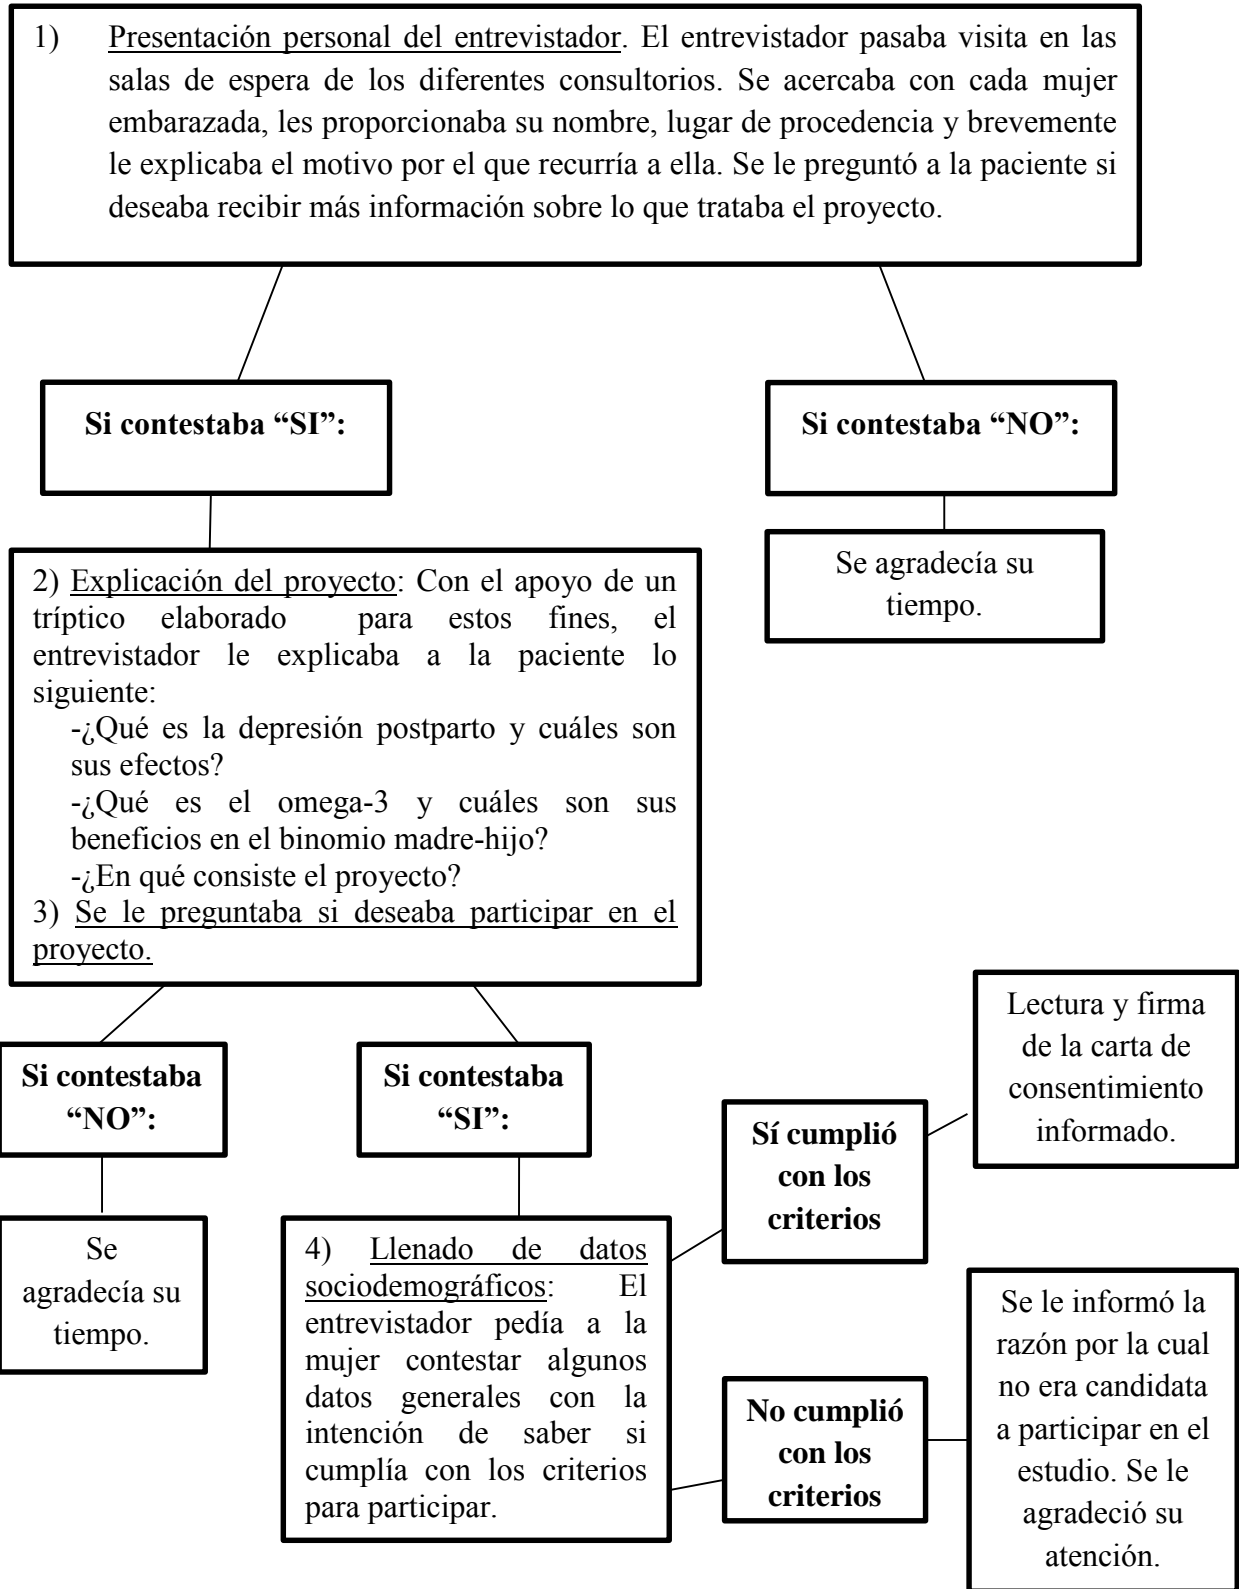 1) Presentación personal del entrevistador. El entrevistador pasaba visita en las
salas de espera de los diferentes consultorios. Se acercaba con cada mujer
embarazada, les proporcionaba su nombre, lugar de procedencia y brevemente
le explicaba el motivo por el que recurría a ella. Se le preguntó a la paciente si
deseaba recibir más información sobre lo que trataba el proyecto.
Si contestaba “SI”:
Si contestaba “NO”:
Se agradecía su
tiempo.
2) Explicación del proyecto: Con el apoyo de un
tríptico elaborado para estos fines, el
entrevistador le explicaba a la paciente lo
siguiente:
-¿Qué es la depresión postparto y cuáles son
sus efectos?
-¿Qué es el omega-3 y cuáles son sus
beneficios en el binomio madre-hijo?
-¿En qué consiste el proyecto?
3) Se le preguntaba si deseaba participar en el
proyecto.
Si contestaba
“NO”:
Se
agradecía su
tiempo.
Si contestaba
“SI”:
4) Llenado de datos
sociodemográficos: El
entrevistador pedía a la
mujer contestar algunos
datos generales con la
intención de saber si
cumplía con los criterios
para participar.
Sí cumplió
con los
criterios
Lectura y firma
de la carta de
consentimiento
informado.
No cumplió
con los
criterios
Se le informó la
razón por la cual
no era candidata
a participar en el
estudio. Se le
agradeció su
atención.